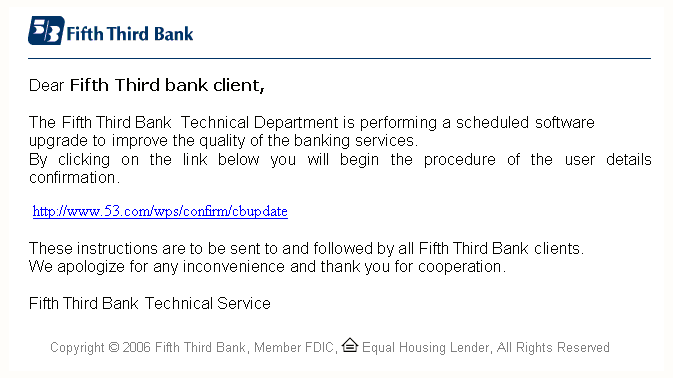 53 Fifth Third Bank
Dear Fifth Third bank client,
The Fifth Third Bank Technical Department is performing a scheduled software
upgrade to improve the quality of the banking services.
By clicking on the link below you will begin the procedure of the user details
confirmation.
http://www.53.com/wps/confirm/cbupdate
These instructions are to be sent to and followed by all Fifth Third Bank clients.
We apologize for any inconvenience and thank you for cooperation.
Fifth Third Bank Technical Service
Copyright © 2006 Fifth Third Bank, Member FDIC, Equal Housing Lender, All Rights Reserved